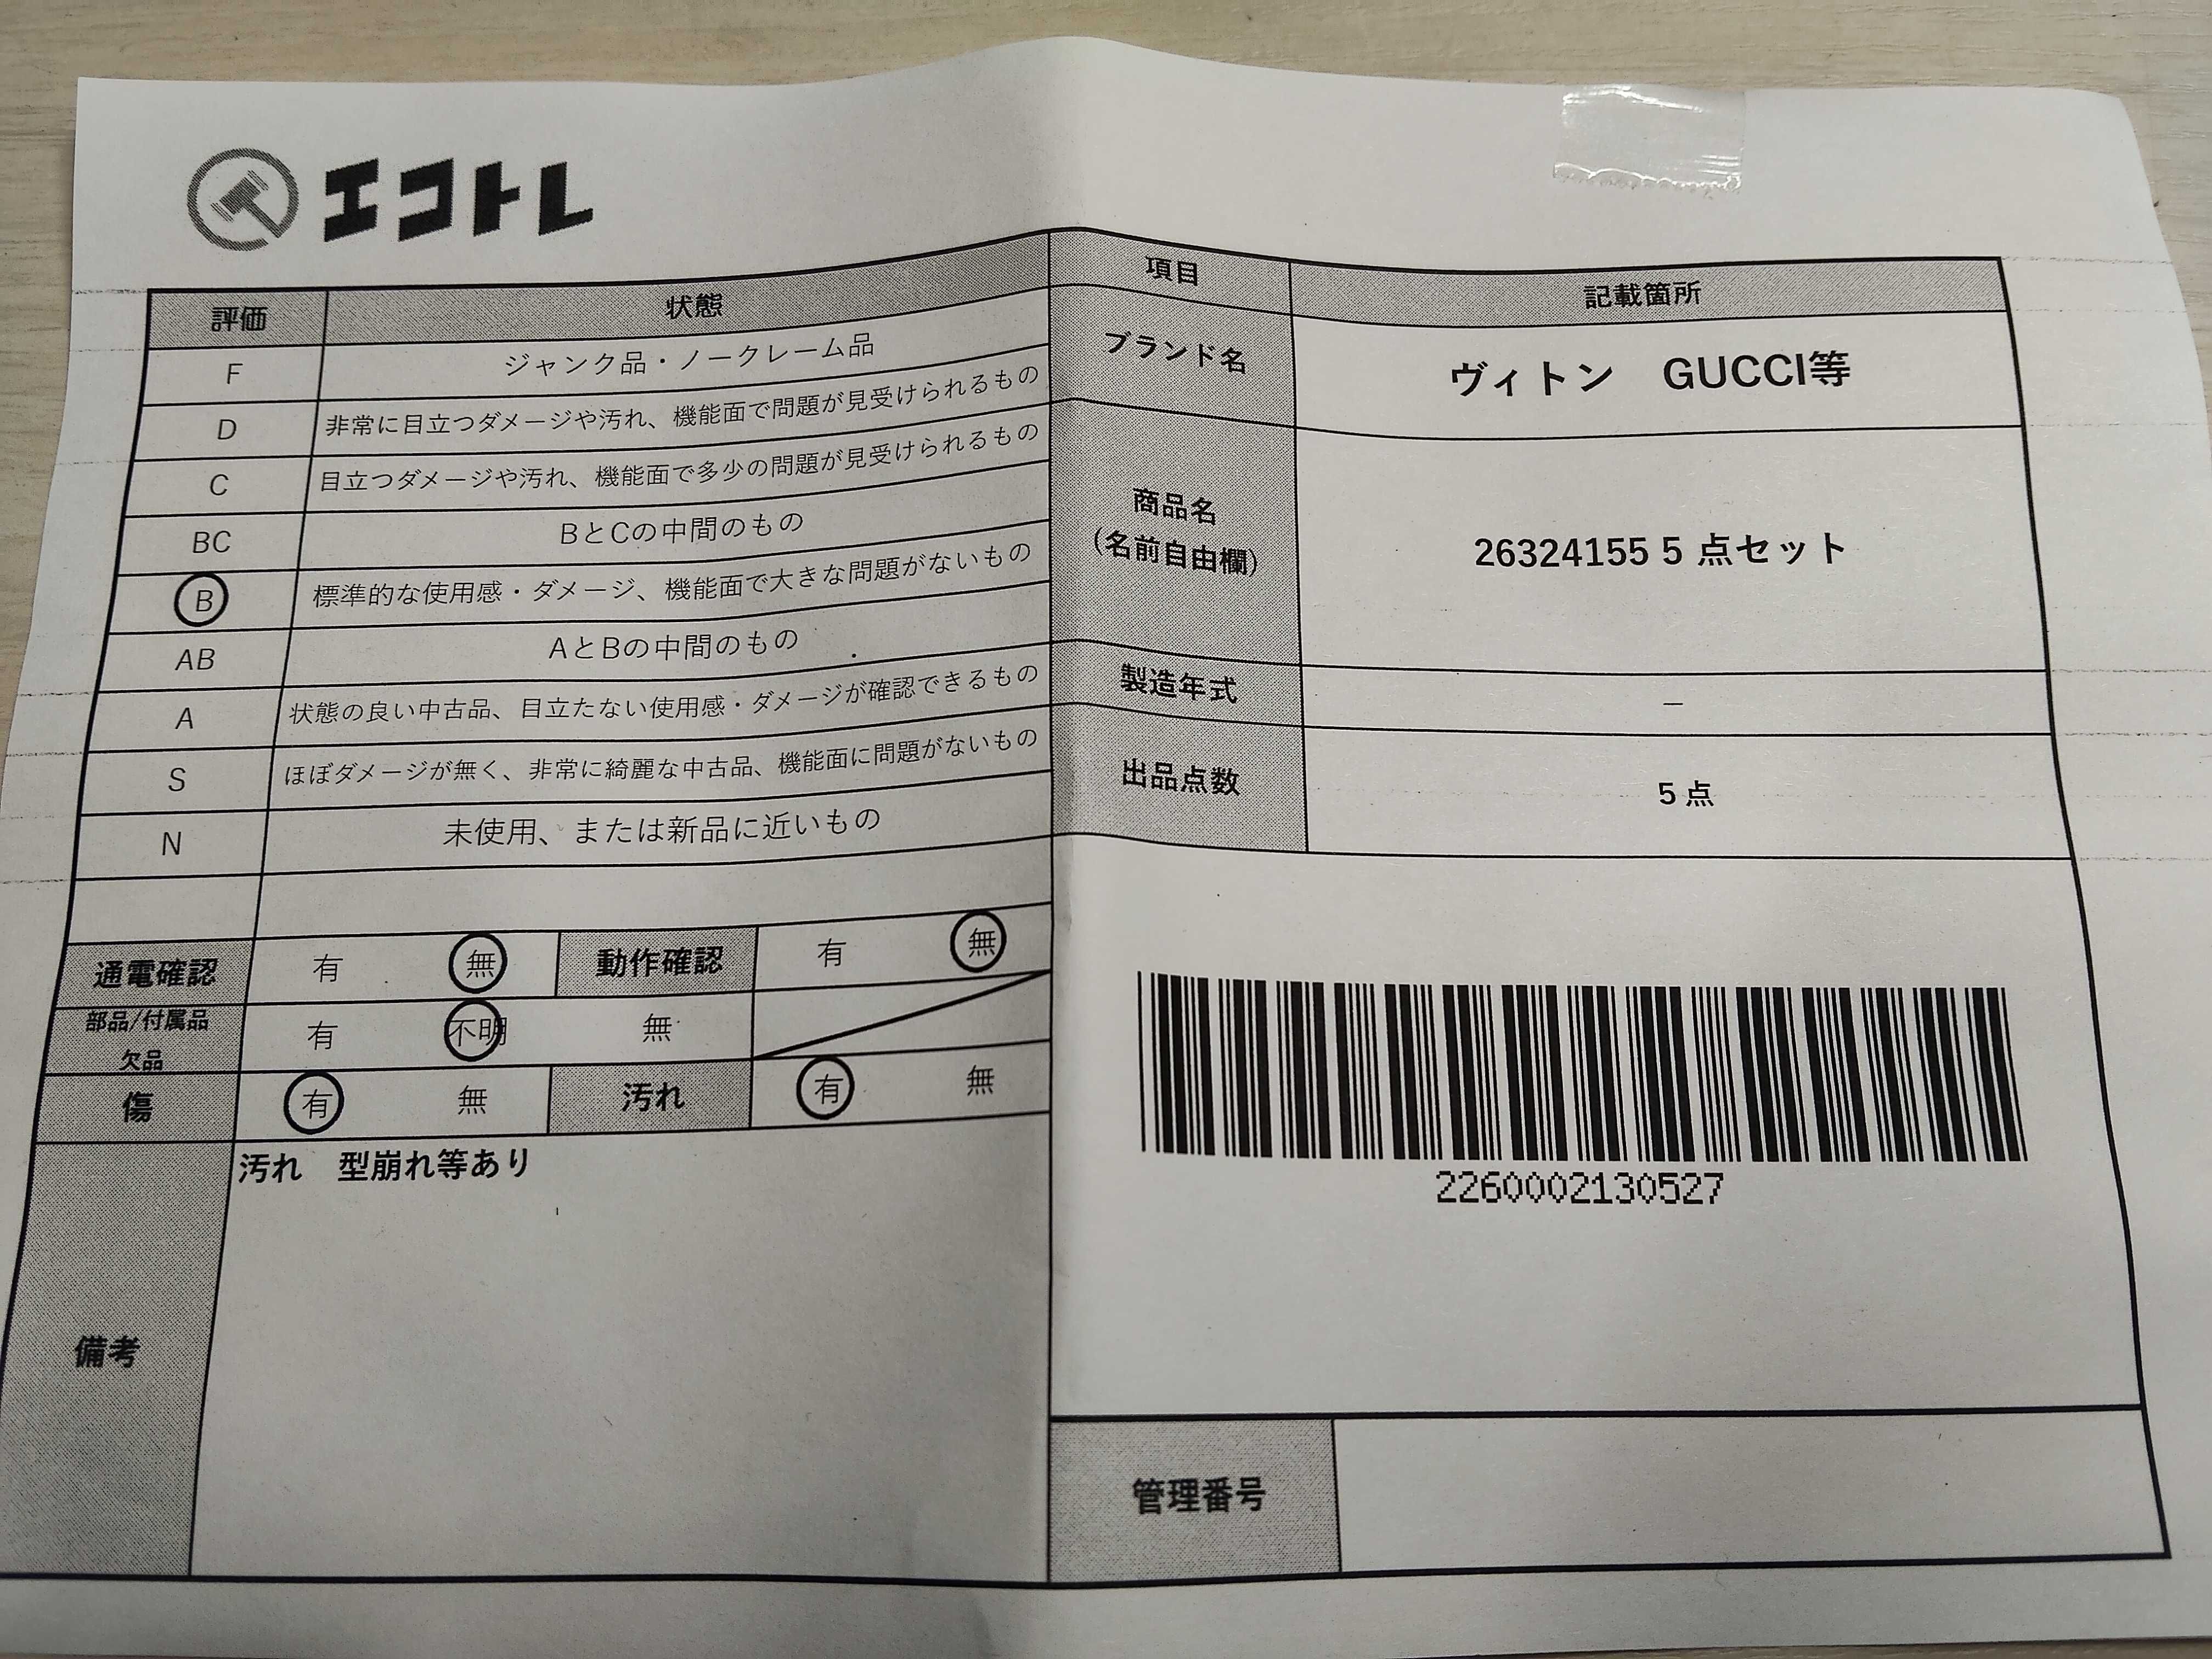 エコトレ
評価 状態
F ジャンク品・ノークレーム品
D 非常に目立つダメージや汚れ、機能面で問題が見受けられるもの
C 目立つダメージや汚れ、機能面で多少の問題が見受けられるもの
BC BとCの中間のもの
B 標準的な使用感・ダメージ、機能面で大きな問題がないもの
AB AとBの中間のもの
A 状態の良い中古品、目立たない使用感・ダメージが確認できるもの
S ほぼダメージが無く、非常に綺麗な中古品、機能面に問題がないもの
N 未使用、または新品に近いもの
通電確認 有 無 動作確認 有 無
部品/付属品
欠品 有 不明 無
傷 有 無 汚れ 有 無
備考 汚れ 型崩れ等あり
項目 記載箇所
ブランド名 ヴィトン GUCCI等
商品名
(名前自由欄) 26324155 5 点セット
製造年式 –
出品点数 5 点
2260002130527
管理番号